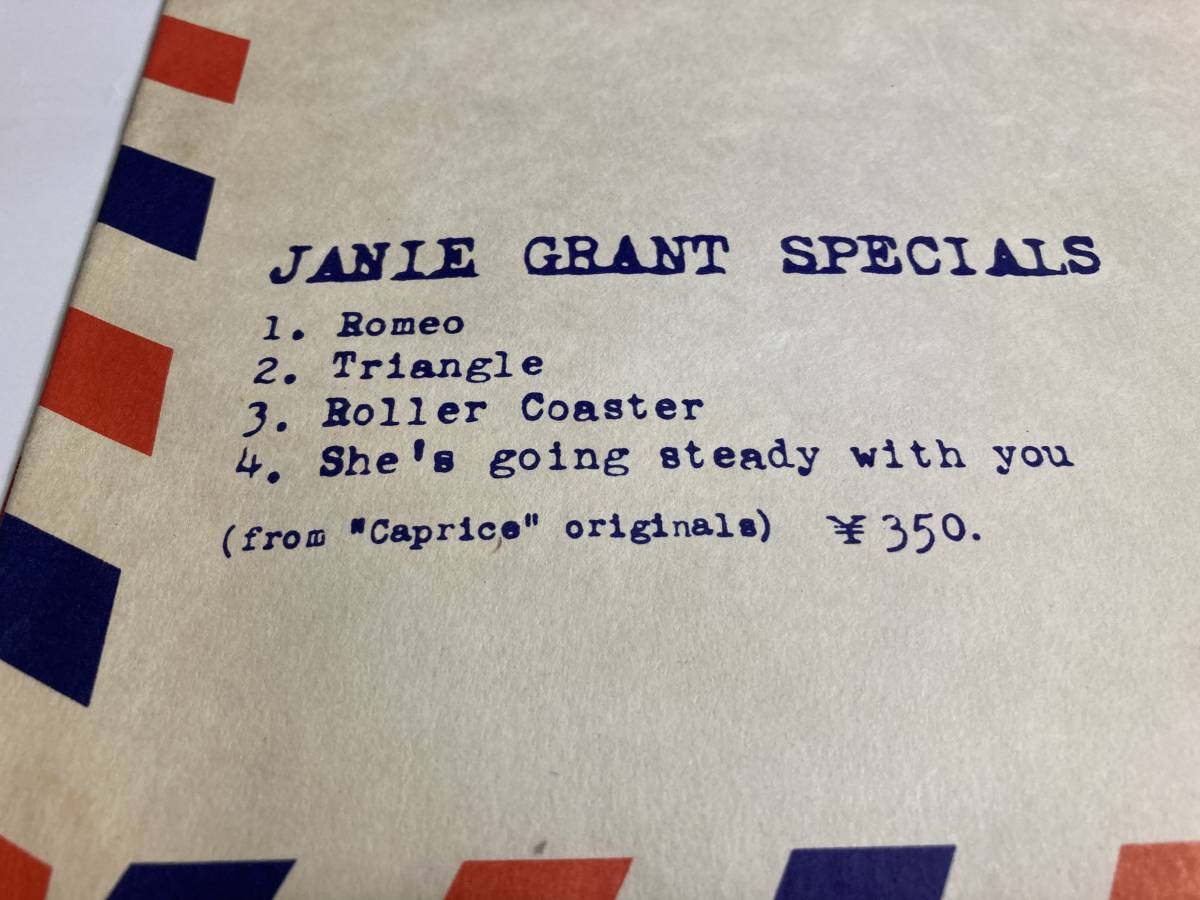 JANIE GRANT SPECIALS
1. Romeo
2. Triangle
3. Roller Coaster
4. She's going steady with you
(from "Caprice" originals) ¥350.